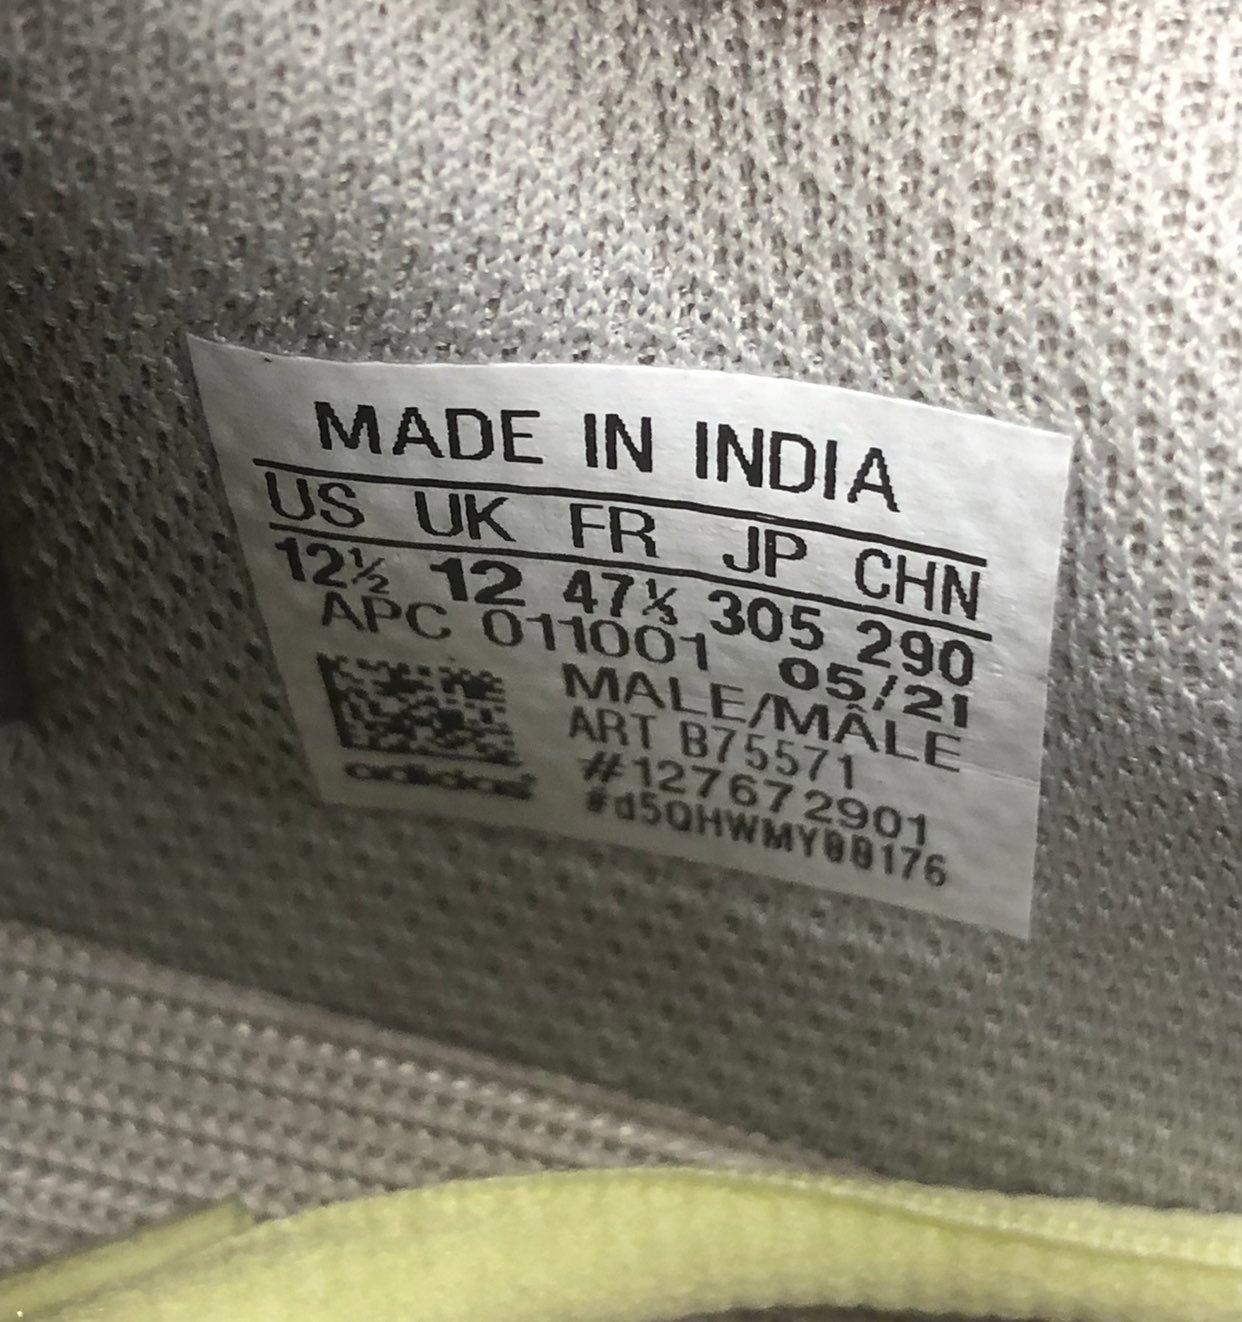 MADE IN INDIA
US UK FR JP CHN
12½ 12 47⅓ 305 290
APC 011001 05/21
MALE/MÂLE
ART B75571
#127672901
#d5QHWMY00176
adidas